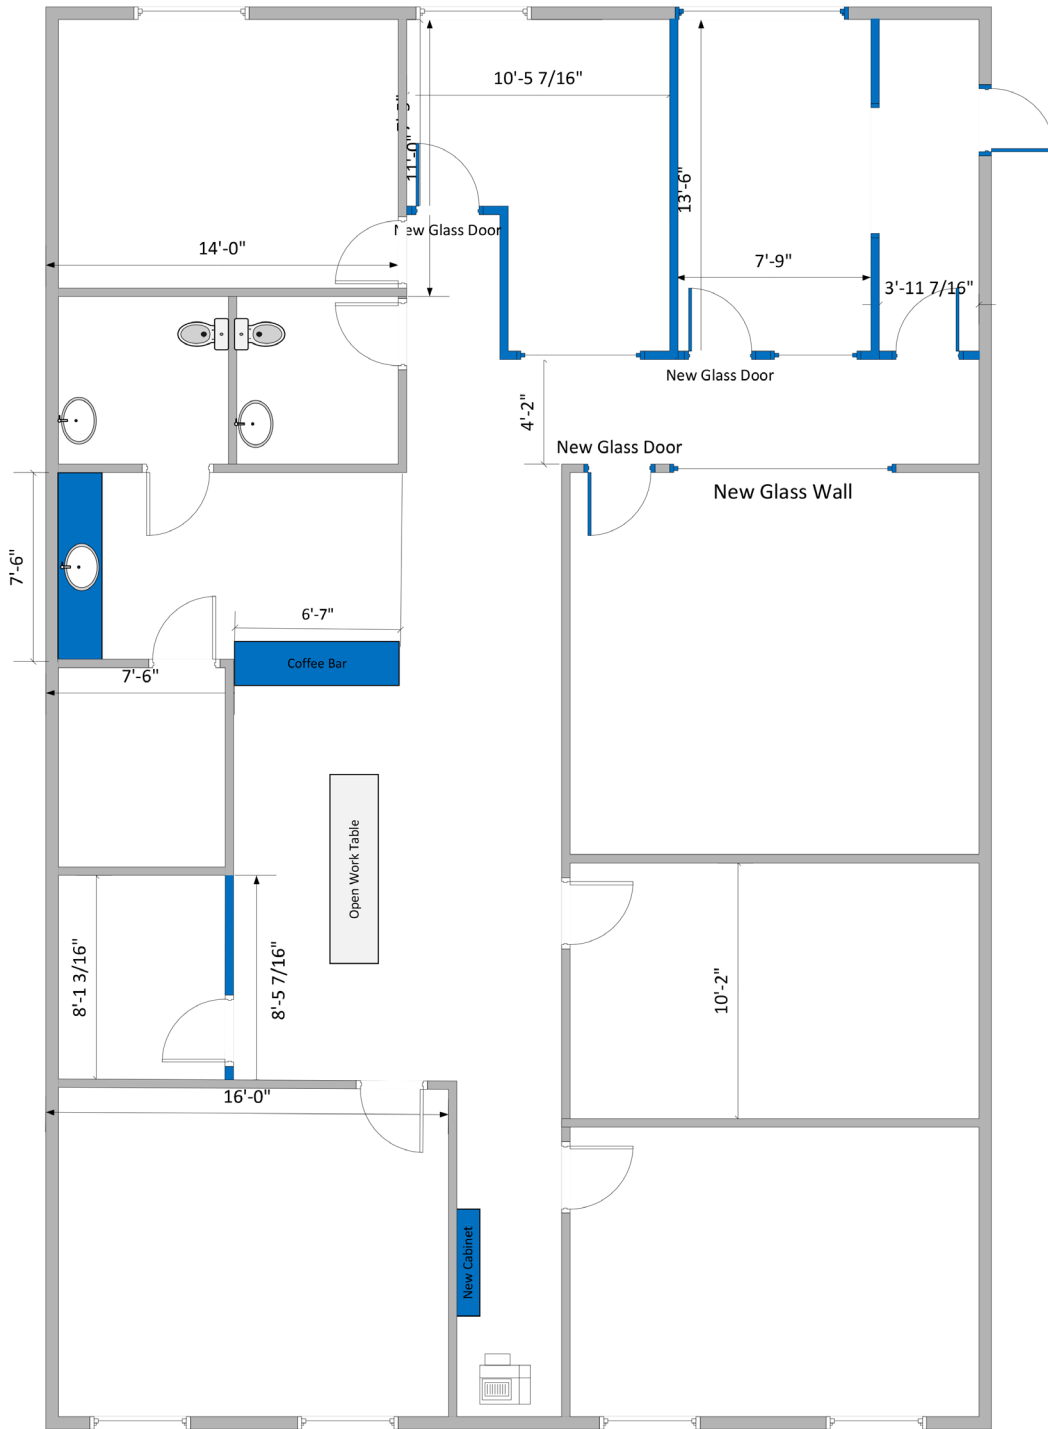 10'-5 7/16"
11'-0"
13'-6"
New Glass Door
14'-0"
7'-9"
3'-11 7/16"
New Glass Door
4'-2"
New Glass Door
New Glass Wall
7'-6"
6'-7"
Coffee Bar
7'-6"
Open Work Table
8'-1 3/16"
8'-5 7/16"
10'-2"
16'-0"
New Cabinet